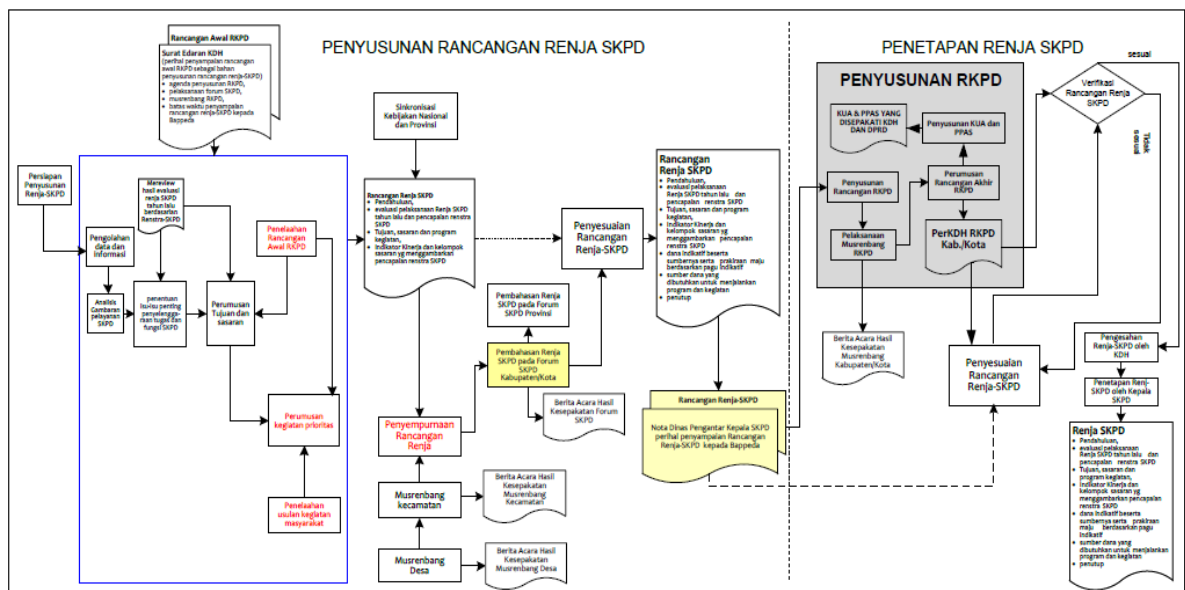 PENYUSUNAN RANCANGAN RENJA SKPD
PENETAPAN RENJA SKPD
Rancangan Awal RKPD
Surat Edaran KDH
(perihal penyampaian rancangan
awal RKPD sebagai bahan
penyusunan rancangan renja-SKPD)
• agenda penyusunan RKPD,
• pelaksanaan forum SKPD,
• musrenbang RKPD,
• batas waktu penyampaian
rancangan renja-SKPD kepada
Bappeda
Persiapan
Penyusunan
Renja-SKPD
Pengolahan
data dan
informasi
Analisis
Gambaran
pelayanan
SKPD
Mereview
hasil evaluasi
renja SKPD
tahun lalu
berdasarkan
Renstra-SKPD
penentuan
isu-isu penting
penyelengga-
raan tugas dan
fungsi SKPD
Perumusan
Tujuan dan
sasaran
Penelaahan
Rancangan
Awal RKPD
Perumusan
kegiatan prioritas
Penelaahan
usulan kegiatan
masyarakat
Sinkronisasi
Kebijakan Nasional
dan Provinsi
Rancangan Renja SKPD
• Pendahuluan,
• evaluasi pelaksanaan Renja SKPD
tahun lalu dan pencapaian renstra
SKPD
• Tujuan, sasaran dan program
kegiatan,
• Indikator Kinerja dan kelompok
sasaran yg menggambarkan
pencapaian renstra SKPD
Pembahasan Renja
SKPD pada Forum
SKPD Provinsi
Pembahasan Renja
SKPD pada Forum
SKPD
Kabupaten/Kota
Berita Acara Hasil
Kesepakatan Forum
SKPD
Penyempurnaan
Rancangan
Renja
Musrenbang
kecamatan
Berita Acara Hasil
Kesepakatan
Musrenbang
Kecamatan
Musrenbang
Desa
Berita Acara Hasil
Kesepakatan
Musrenbang Desa
Penyesuaian
Rancangan
Renja-SKPD
Rancangan
Renja SKPD
• Pendahuluan,
• evaluasi pelaksanaan
Renja SKPD tahun lalu dan
pencapaian renstra SKPD
• Tujuan, sasaran dan program
kegiatan,
• Indikator Kinerja dan
kelompok sasaran yg
menggambarkan pencapaian
renstra SKPD
• dana indikatif beserta
sumbernya serta prakiraan maju
berdasarkan pagu indikatif
• sumber dana yang
dibutuhkan untuk menjalankan
program dan kegiatan
• penutup
Rancangan Renja-SKPD
Nota Dinas Pengantar Kepala SKPD
perihal penyampaian Rancangan
Renja-SKPD kepada Bappeda
PENYUSUNAN RKPD
KUA & PPAS YANG
DISEPAKATI KDH
DAN DPRD
Penyusunan KUA dan
PPAS
Penyusunan
Rancangan RKPD
Perumusan
Rancangan Akhir
RKPD
Pelaksanaan
Musrenbang
RKPD
PerKDH RKPD
Kab./Kota
Berita Acara Hasil
Kesepakatan
Musrenbang
Kabupaten/Kota
Penyesuaian
Rancangan
Renja-SKPD
sesuai
Verifikasi
Rancangan Renja
SKPD
Tidak
sesuai
Pengesahan
Renja-SKPD oleh
KDH
Penetapan Renj-
SKPD oleh Kepala
SKPD
Renja SKPD
• Pendahuluan,
• evaluasi pelaksanaan
Renja SKPD tahun lalu dan
pencapaian renstra SKPD
• Tujuan, sasaran dan
program kegiatan,
• Indikator Kinerja dan
kelompok sasaran yg
menggambarkan pencapaian
renstra SKPD
• dana indikatif beserta
sumbernya serta prakiraan
maju berdasarkan pagu
indikatif
• sumber dana yang
dibutuhkan untuk menjalankan
program dan kegiatan
• penutup